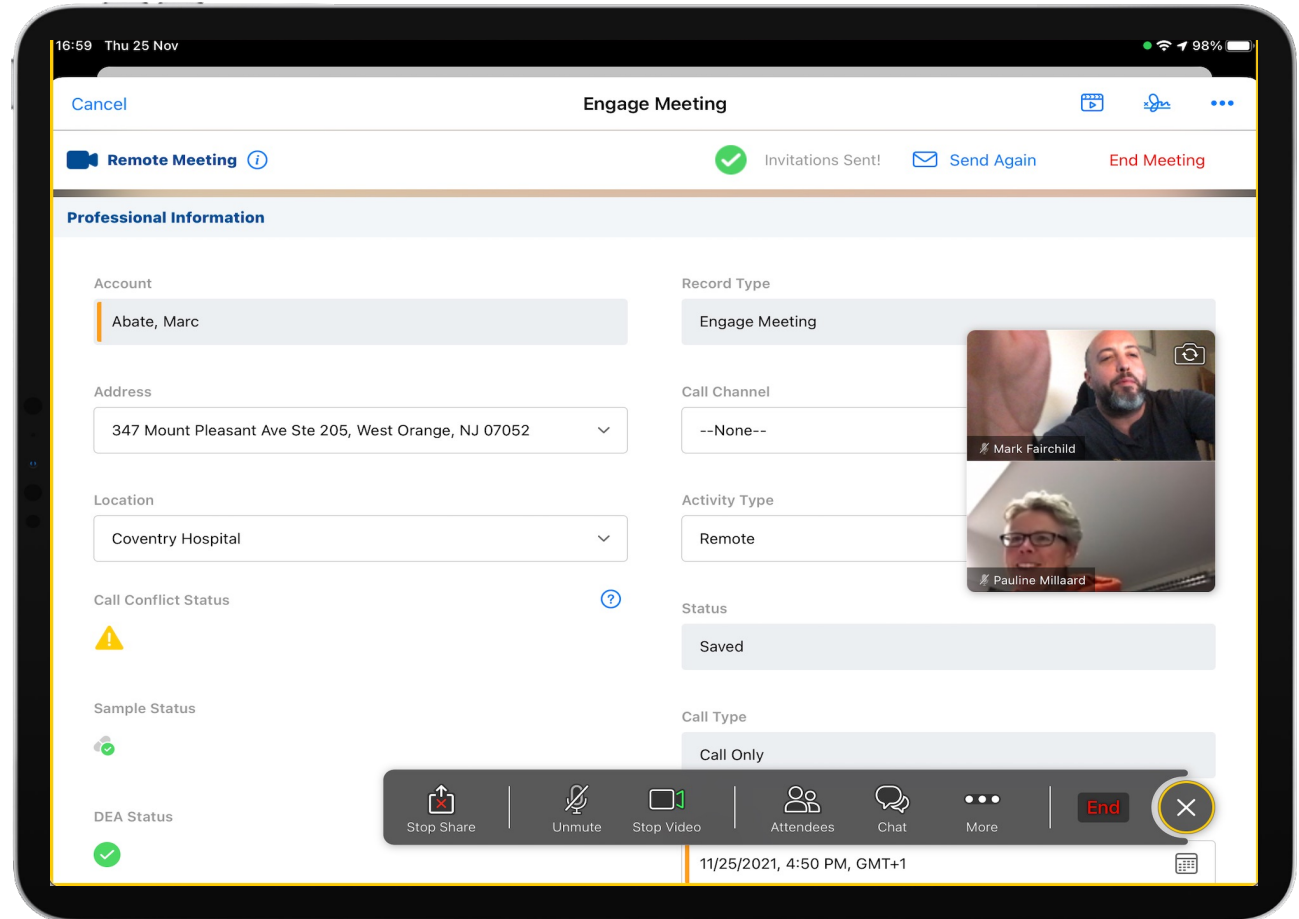 16:59 Thu 25 Nov
98%
Cancel
Engage Meeting
Remote Meeting
Invitations Sent!
Send Again
End Meeting
Professional Information
Account
Abate, Marc
Record Type
Engage Meeting
Address
347 Mount Pleasant Ave Ste 205, West Orange, NJ 07052
Call Channel
--None--
Mark Fairchild
Location
Coventry Hospital
Activity Type
Remote
Pauline Millaard
Call Conflict Status
Status
Saved
Sample Status
Call Type
Call Only
DEA Status
Stop Share
Unmute
Stop Video
Attendees
Chat
More
End
11/25/2021, 4:50 PM, GMT+1